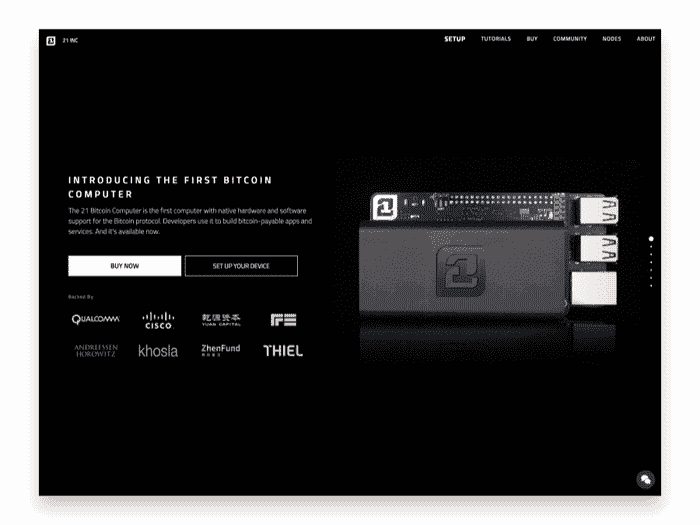 21 INC
SETUP TUTORIALS BUY COMMUNITY NODES ABOUT
INTRODUCING THE FIRST BITCOIN
COMPUTER
The 21 Bitcoin Computer is the first computer with native hardware and software
support for the Bitcoin protocol. Developers use it to build bitcoin-payable apps and
services. And it's available now.
BUY NOW SET UP YOUR DEVICE
Backed By
QUALCOMM CISCO 乾源资本 YUAN CAPITAL
ANDREESSEN HOROWITZ khosla ZhenFund THIEL
21
21